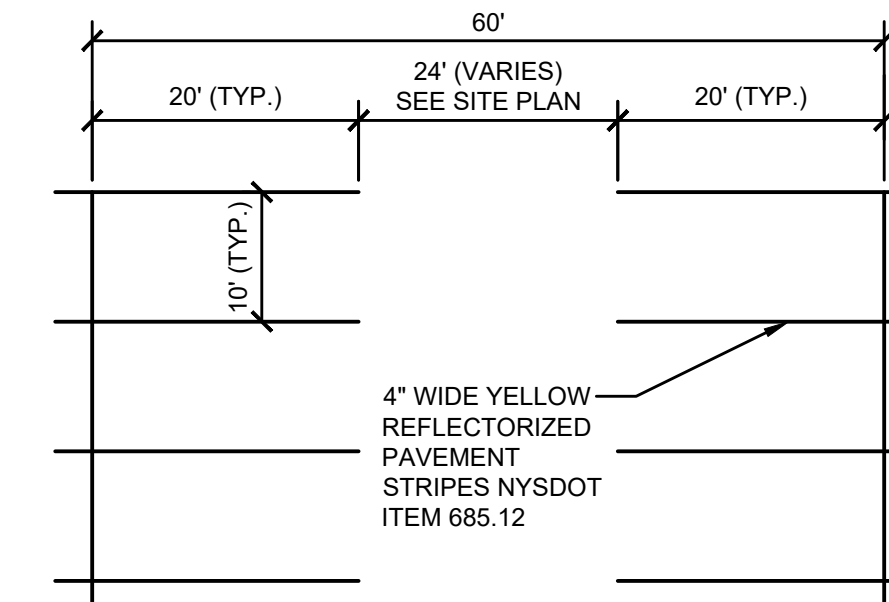 60'
20' (TYP.)
24' (VARIES)
SEE SITE PLAN
20' (TYP.)
10' (TYP.)
4" WIDE YELLOW
REFLECTORIZED
PAVEMENT
STRIPES NYSDOT
ITEM 685.12